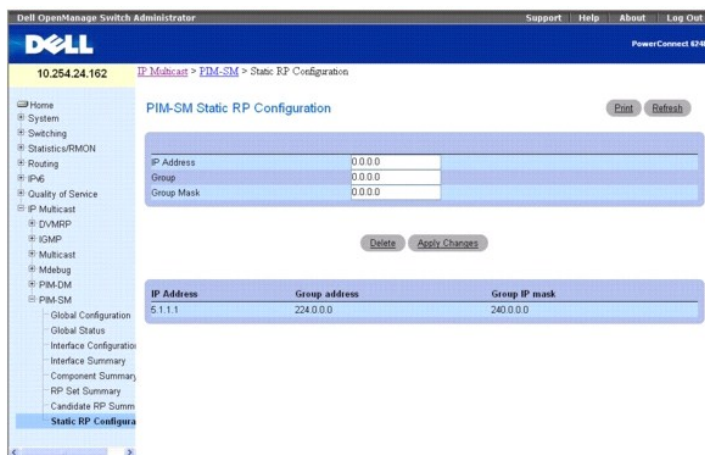 Dell OpenManage Switch Administrator
Support Help About Log Out
DELL
PowerConnect 624
10.254.24.162
IP Multicast > PIM-SM > Static RP Configuration
Home
System
Switching
Statistics/RMON
Routing
IPv6
Quality of Service
IP Multicast
DVMRP
IGMP
Multicast
Mdebug
PIM-DM
PIM-SM
Global Configuration
Global Status
Interface Configuratio
Interface Summary
Component Summary
RP Set Summary
Candidate RP Summ
Static RP Configura
PIM-SM Static RP Configuration
Print Refresh
IP Address 0.0.0.0
Group 0.0.0.0
Group Mask 0.0.0.0
Delete Apply Changes
IP Address Group address Group IP mask
5.1.1.1 224.0.0.0 240.0.0.0